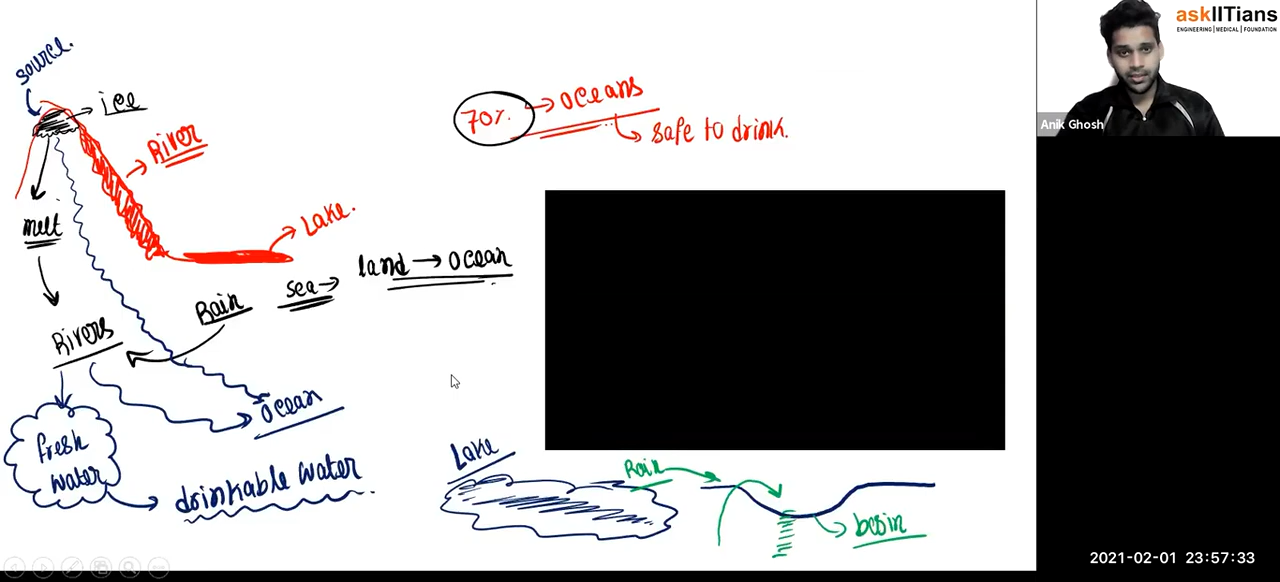 source.
ice
River
Lake.
melt
Rivers
Rain
sea→
land → Ocean
Ocean
fresh
water
drinkable water
70%. → Oceans
safe to drink.
Lake
Rain
besin
askIITians
ENGINEERING | MEDICAL | FOUNDATION
Anik Ghosh
2021-02-01 23:57:33